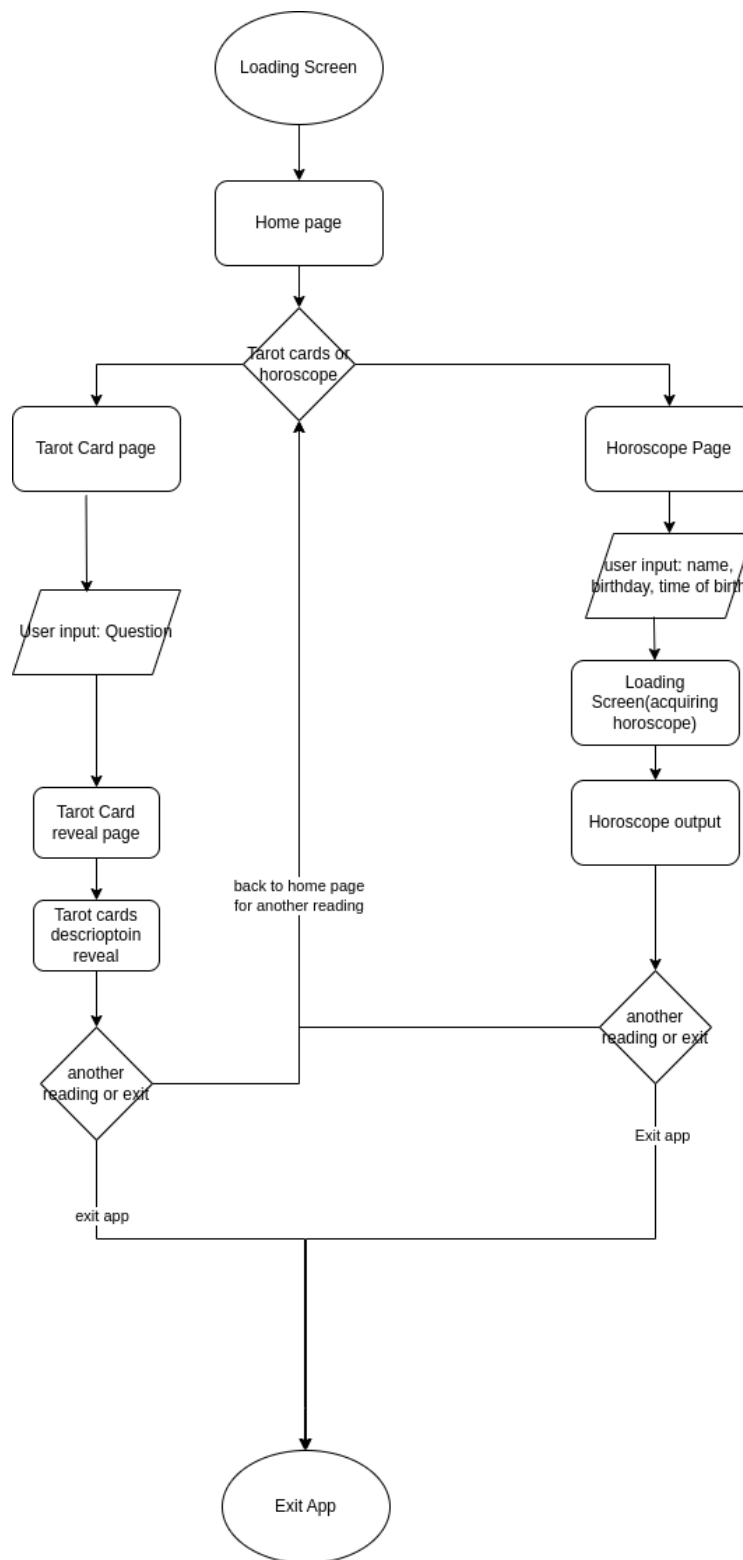 Loading Screen
Home page
Tarot cards or
horoscope
Tarot Card page
Horoscope Page
user input: name,
birthday, time of birth
User input: Question
Loading
Screen(acquiring
horoscope)
Tarot Card
reveal page
Horoscope output
back to home page
for another reading
Tarot cards
descrioptoin
reveal
another
reading or exit
another
reading or exit
Exit app
exit app
Exit App